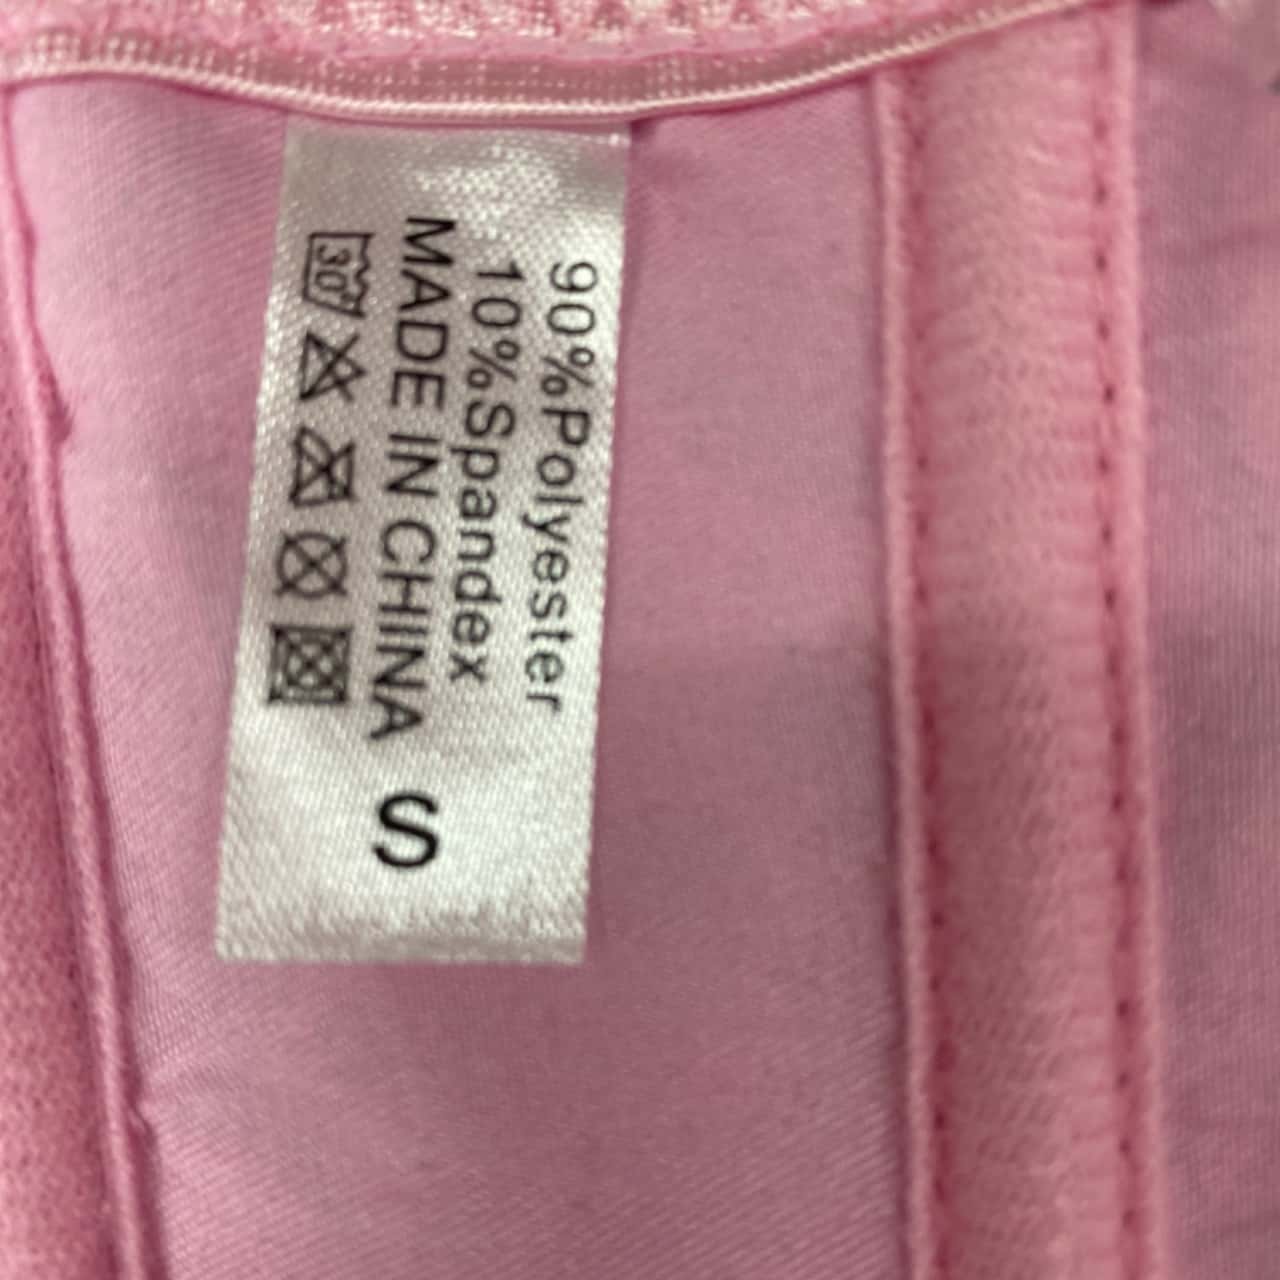 90%Polyester
10%Spandex
MADE IN CHINA
30°
S